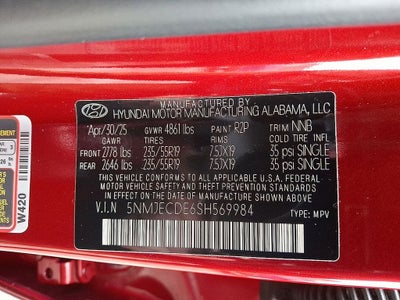 MANUFACTURED BY
HYUNDAI MOTOR MANUFACTURING ALABAMA, LLC
Apr/30/25 GVWR 4861 lbs PAINT R2P TRIM NNB
GAWR TIRES RIMS COLD TIRE INFL
FRONT 2778 lbs 235/55R19 7.5JX19 35 psi SINGLE
REAR 2646 lbs 235/55R19 7.5JX19 35 psi SINGLE
THIS VEHICLE CONFORMS TO ALL APPLICABLE U.S.A. FEDERAL MOTOR
VEHICLE SAFETY AND THEFT PREVENTION STANDARDS IN EFFECT ON THE
DATE OF MANUFACTURE SHOWN ABOVE.
V.I.N 5NMJECDE6SH569984 TYPE: MPV
W420